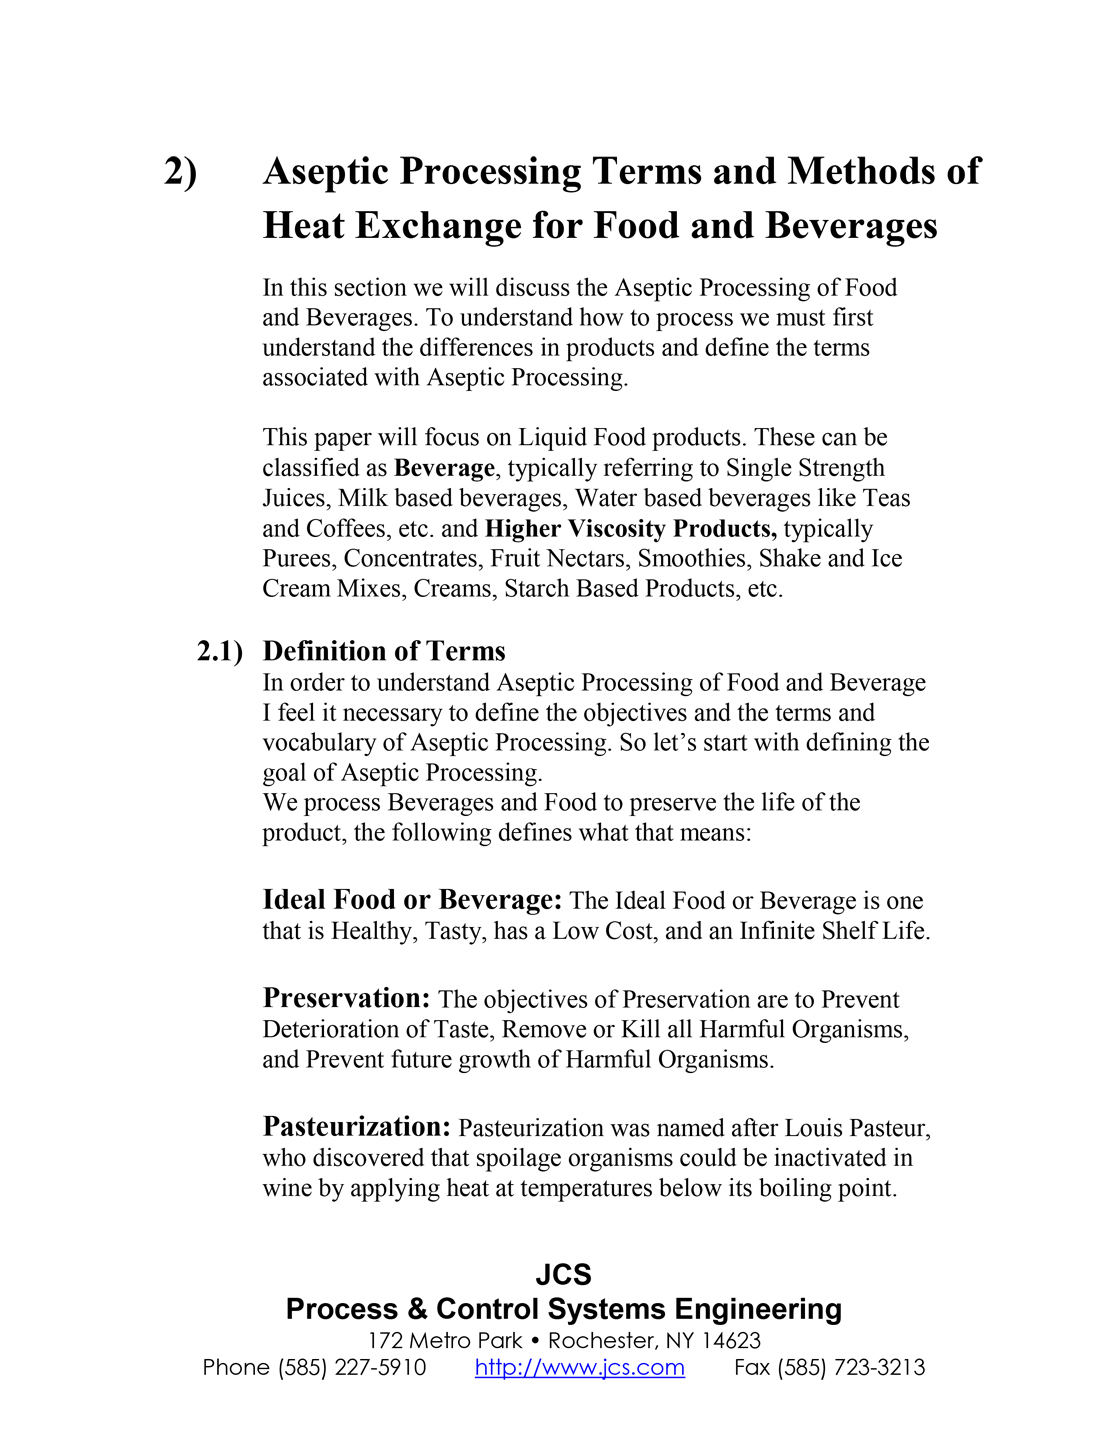 2) Aseptic Processing Terms and Methods of
Heat Exchange for Food and Beverages
In this section we will discuss the Aseptic Processing of Food
and Beverages. To understand how to process we must first
understand the differences in products and define the terms
associated with Aseptic Processing.
This paper will focus on Liquid Food products. These can be
classified as Beverage, typically referring to Single Strength
Juices, Milk based beverages, Water based beverages like Teas
and Coffees, etc. and Higher Viscosity Products, typically
Purees, Concentrates, Fruit Nectars, Smoothies, Shake and Ice
Cream Mixes, Creams, Starch Based Products, etc.
2.1) Definition of Terms
In order to understand Aseptic Processing of Food and Beverage
I feel it necessary to define the objectives and the terms and
vocabulary of Aseptic Processing. So let’s start with defining the
goal of Aseptic Processing.
We process Beverages and Food to preserve the life of the
product, the following defines what that means:
Ideal Food or Beverage: The Ideal Food or Beverage is one
that is Healthy, Tasty, has a Low Cost, and an Infinite Shelf Life.
Preservation: The objectives of Preservation are to Prevent
Deterioration of Taste, Remove or Kill all Harmful Organisms,
and Prevent future growth of Harmful Organisms.
Pasteurization: Pasteurization was named after Louis Pasteur,
who discovered that spoilage organisms could be inactivated in
wine by applying heat at temperatures below its boiling point.
JCS
Process & Control Systems Engineering
172 Metro Park • Rochester, NY 14623
Phone (585) 227-5910 http://www.jcs.com Fax (585) 723-3213